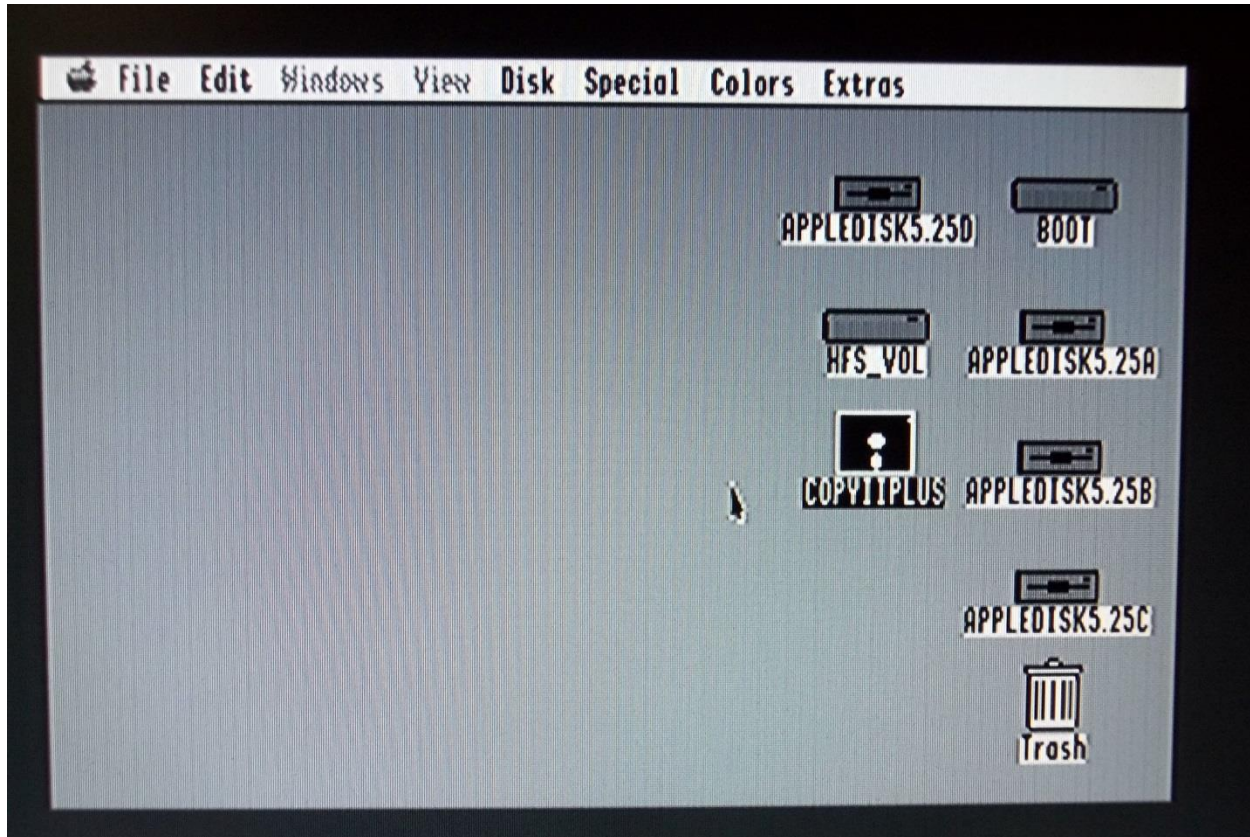 File Edit Windows View Disk Special Colors Extras
APPLEDISK5.25D BOOT
HFS_VOL APPLEDISK5.25A
COPYIIPLUS APPLEDISK5.25B
APPLEDISK5.25C
Trash